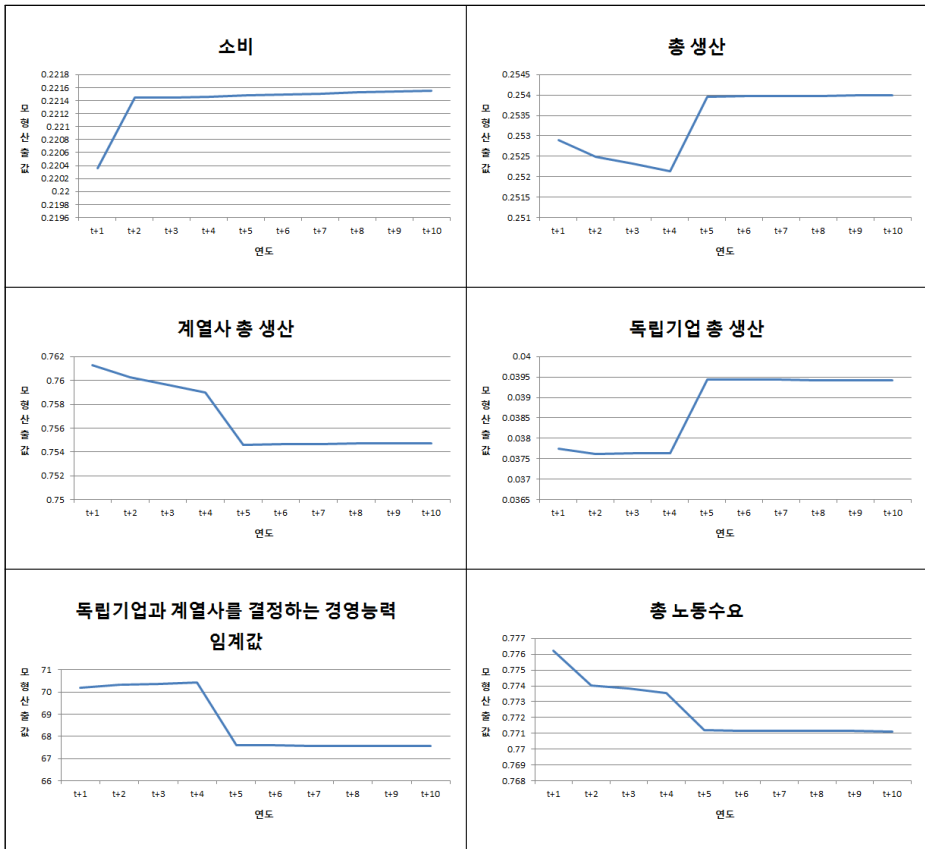 소비
0.2218
0.2216
0.2214
0.2212
0.221
0.2208
0.2206
0.2204
0.2202
0.22
0.2198
0.2196
모형산출값
t+1 t+2 t+3 t+4 t+5 t+6 t+7 t+8 t+9 t+10
연도
총 생산
0.2545
0.254
0.2535
0.253
0.2525
0.252
0.2515
0.251
모형산출값
t+1 t+2 t+3 t+4 t+5 t+6 t+7 t+8 t+9 t+10
연도
계열사 총 생산
0.762
0.76
0.758
0.756
0.754
0.752
0.75
모형산출값
t+1 t+2 t+3 t+4 t+5 t+6 t+7 t+8 t+9 t+10
연도
독립기업 총 생산
0.04
0.0395
0.039
0.0385
0.038
0.0375
0.037
0.0365
모형산출값
t+1 t+2 t+3 t+4 t+5 t+6 t+7 t+8 t+9 t+10
연도
독립기업과 계열사를 결정하는 경영능력
임계값
71
70
69
68
67
66
모형산출값
t+1 t+2 t+3 t+4 t+5 t+6 t+7 t+8 t+9 t+10
연도
총 노동수요
0.777
0.776
0.775
0.774
0.773
0.772
0.771
0.77
0.769
0.768
모형산출값
t+1 t+2 t+3 t+4 t+5 t+6 t+7 t+8 t+9 t+10
연도